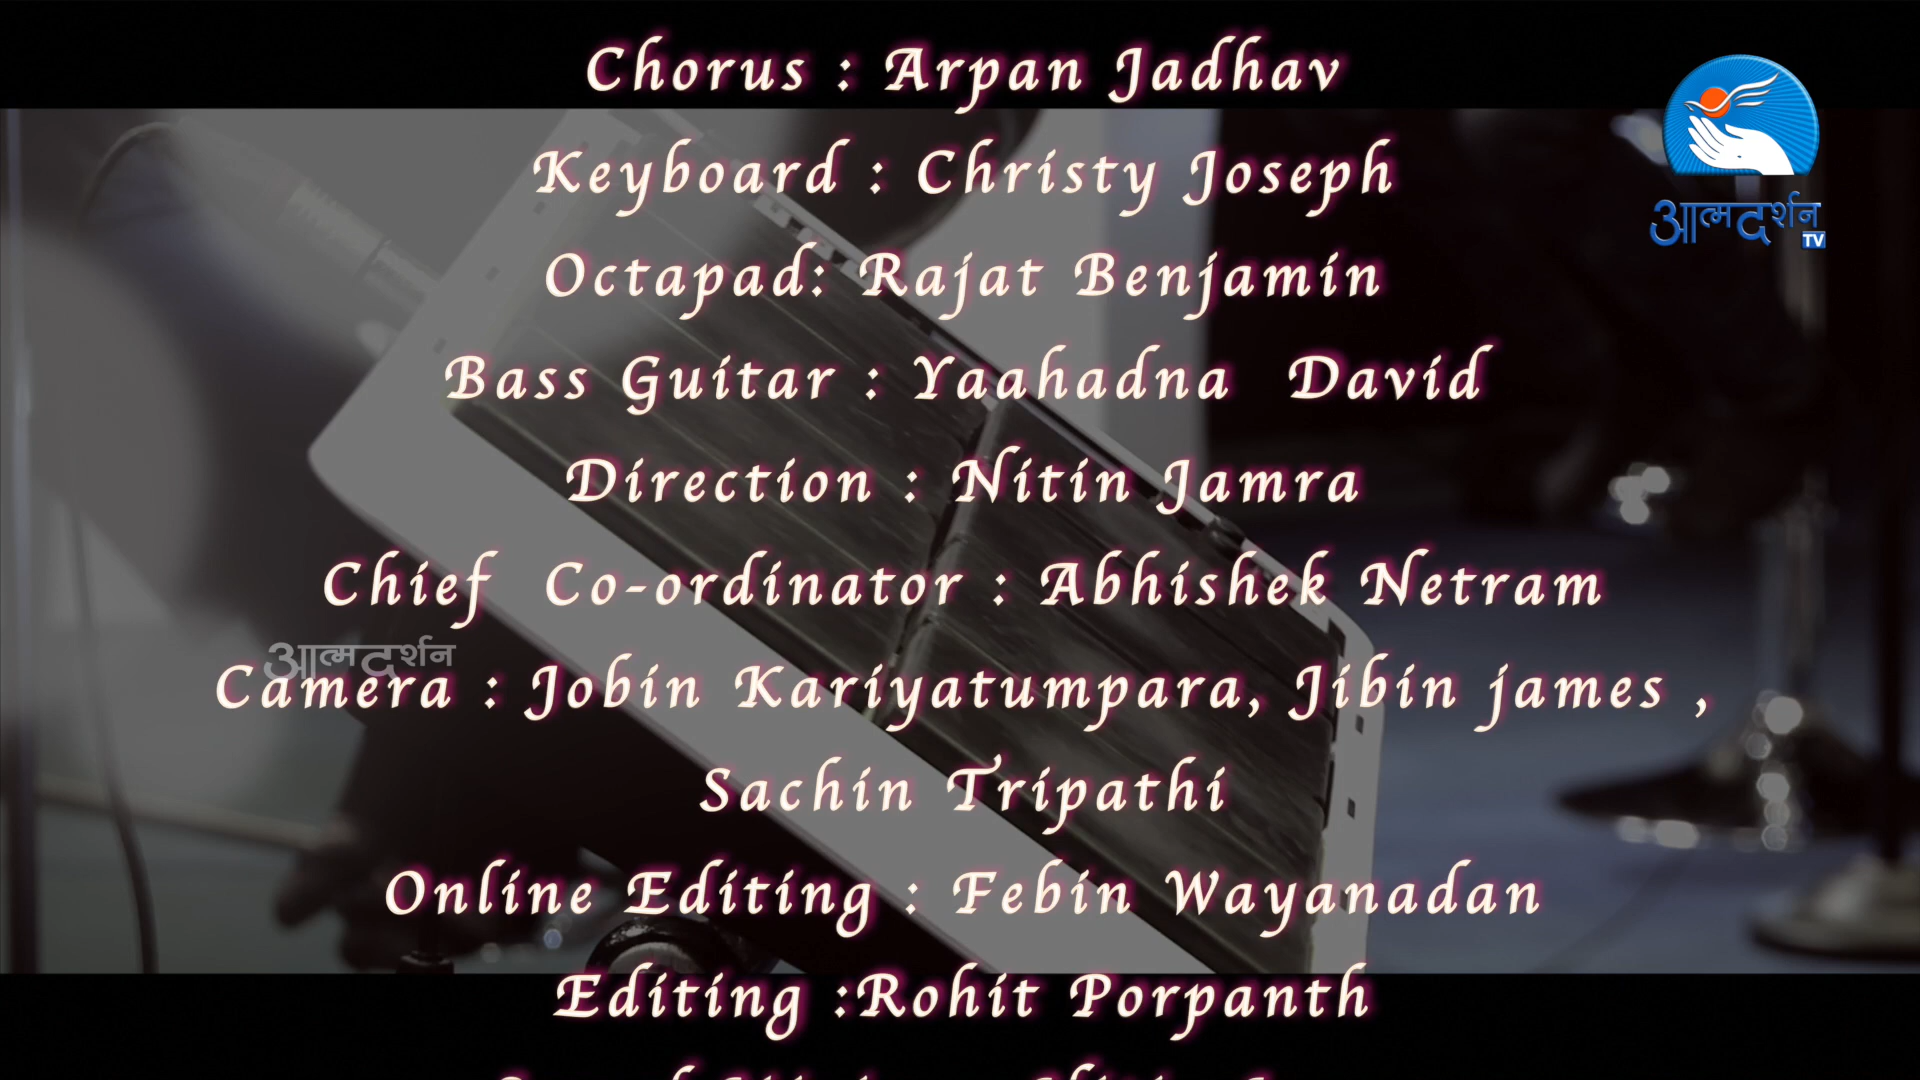 Chorus : Arpan Jadhav
Keyboard : Christy Joseph
आत्मदर्शन
TV
Octapad: Rajat Benjamin
Bass Guitar : Yaahadna David
Direction : Nitin Jamra
Chief Co-ordinator : Abhishek Netram
आत्मदर्शन
Camera : Jobin Kariyatumpara, Jibin james ,
Sachin Tripathi
Online Editing : Febin Wayanadan
Editing :Rohit Porpanth